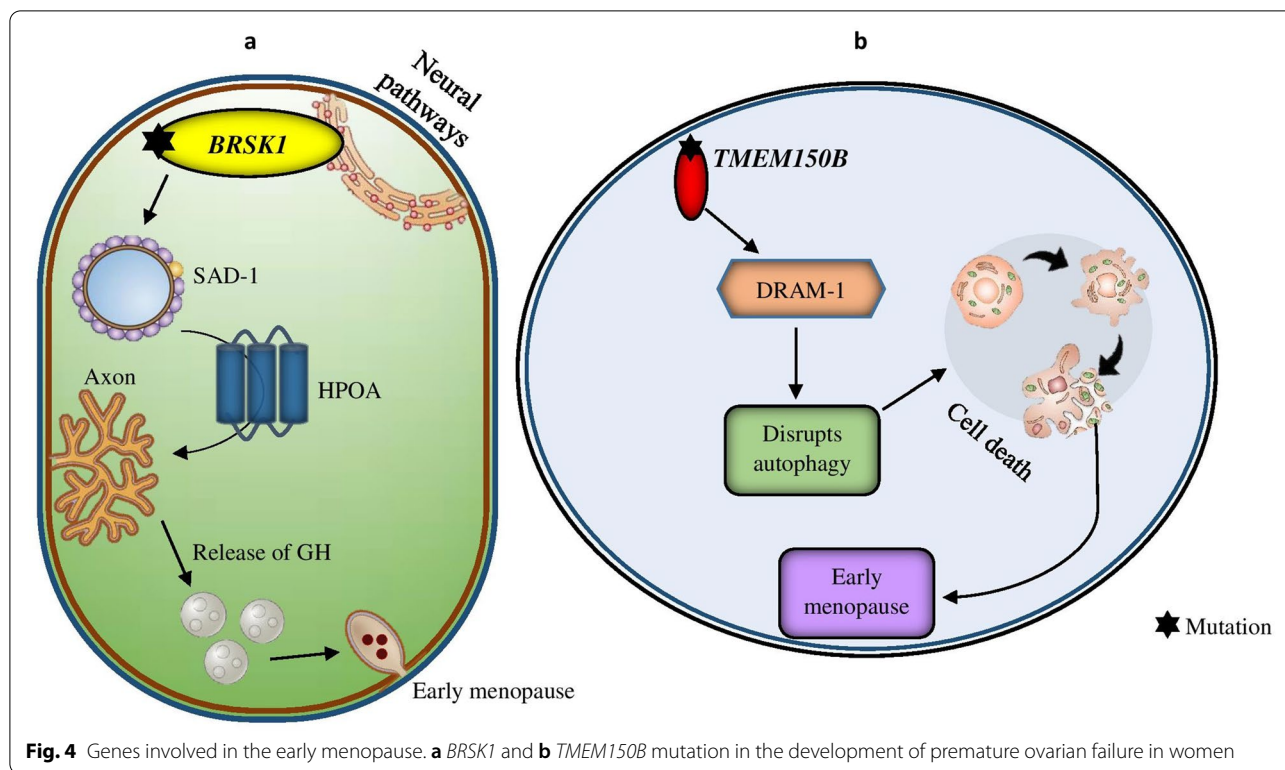 a
Neural
pathways
BRSK1
SAD-1
HPOA
Axon
Release of GH
Early menopause
b
TMEM150B
DRAM-1
Disrupts
autophagy
Cell death
Early
menopause
Mutation
Fig. 4 Genes involved in the early menopause. a BRSK1 and b TMEM150B mutation in the development of premature ovarian failure in women